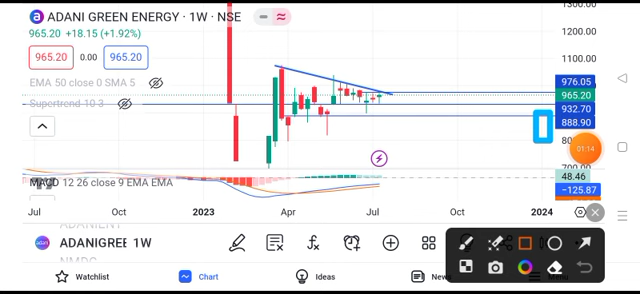 1300.00
ADANI GREEN ENERGY · 1W · NSE
965.20 +18.15 (+1.92%)
1200.00
965.20 0.00 965.20
1100.00
EMA 50 close 0 SMA 5
976.05
965.20
Supertrend 10 3
932.70
888.90
01:14
700.00
48.46
MACD 12 26 close 9 EMA EMA
−125.87
Jul Oct 2023 Apr Jul Oct 2024
ADANIENT
ADANIGREE 1W
NMDC
Watchlist Chart Ideas News Menu